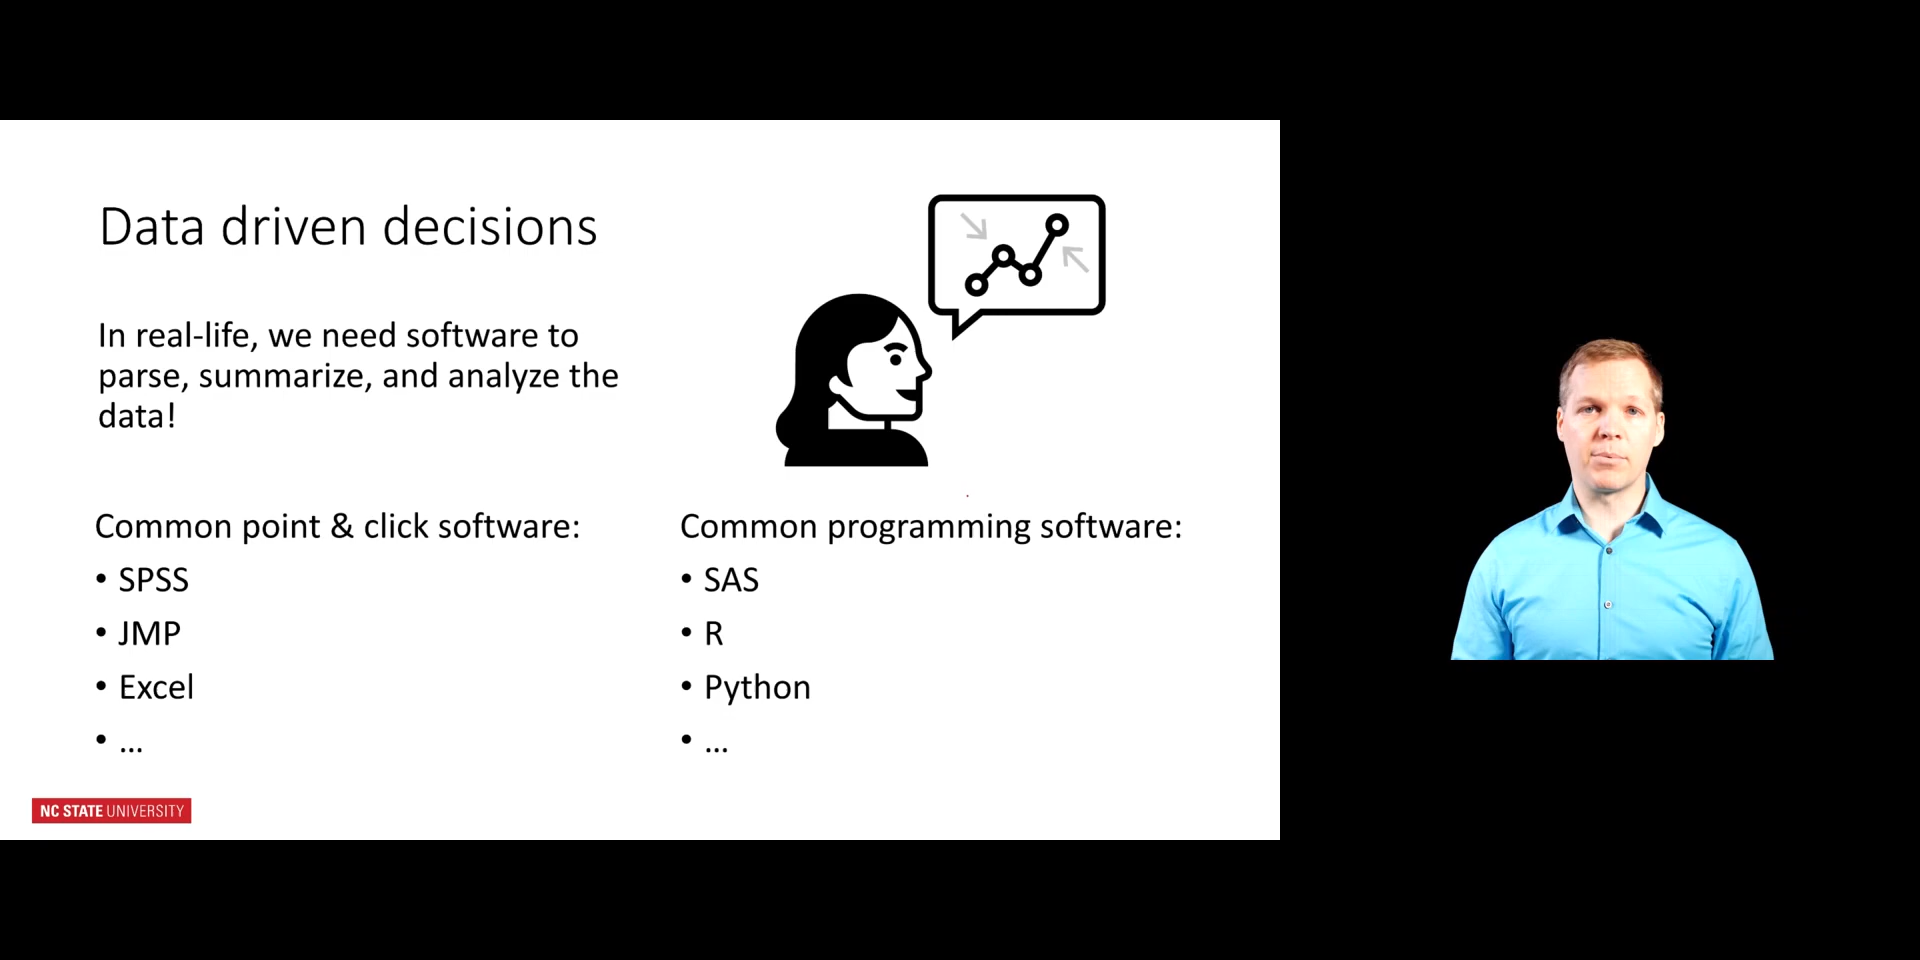 Data driven decisions
In real-life, we need software to
parse, summarize, and analyze the
data!
Common point & click software:
• SPSS
• JMP
• Excel
• ...
Common programming software:
• SAS
• R
• Python
• ...
NC STATE UNIVERSITY